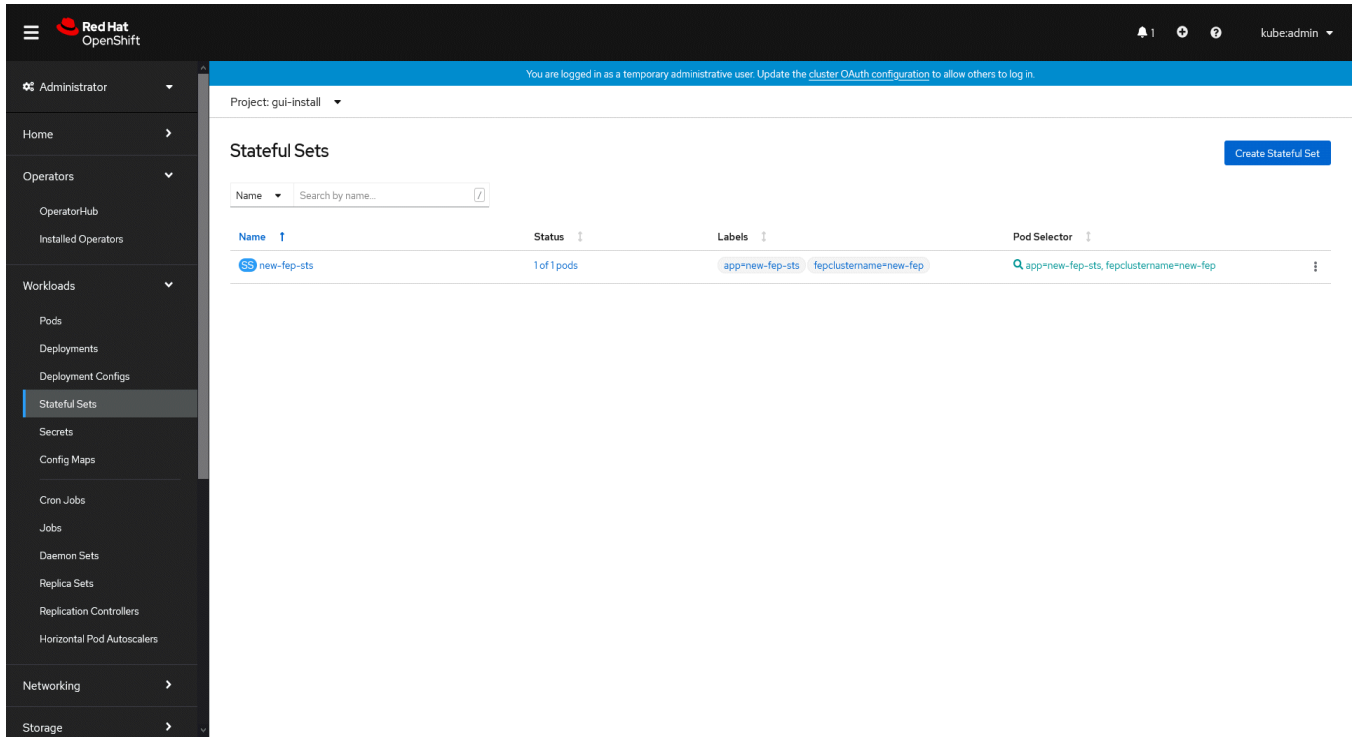 Red Hat
OpenShift
1
kube:admin
Administrator
Home
Operators
OperatorHub
Installed Operators
Workloads
Pods
Deployments
Deployment Configs
Stateful Sets
Secrets
Config Maps
Cron Jobs
Jobs
Daemon Sets
Replica Sets
Replication Controllers
Horizontal Pod Autoscalers
Networking
Storage
You are logged in as a temporary administrative user. Update the cluster OAuth configuration to allow others to log in.
Project: gui-install
Stateful Sets
Create Stateful Set
Name Search by name... /
Name Status Labels Pod Selector
SS new-fep-sts 1 of 1 pods app=new-fep-sts fepclustername=new-fep app=new-fep-sts, fepclustername=new-fep